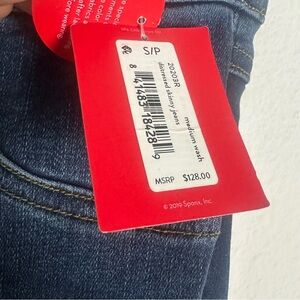 S/P
20203R
distressed skinny jeans
medium wash
8 41483 18428 9
MSRP $128.00
© 2019 Spanx, Inc.